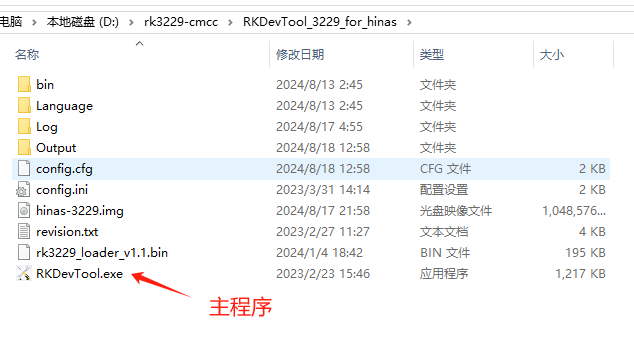 电脑 › 本地磁盘 (D:) › rk3229-cmcc › RKDevTool_3229_for_hinas ›
名称 修改日期 类型 大小
bin 2024/8/13 2:45 文件夹
Language 2024/8/13 2:45 文件夹
Log 2024/8/17 4:55 文件夹
Output 2024/8/18 12:58 文件夹
config.cfg 2024/8/18 12:58 CFG 文件 2 KB
config.ini 2023/3/31 14:14 配置设置 2 KB
hinas-3229.img 2024/8/17 21:58 光盘映像文件 1,048,576...
revision.txt 2023/2/27 11:27 文本文档 4 KB
rk3229_loader_v1.1.bin 2024/1/4 18:42 BIN 文件 195 KB
RKDevTool.exe 2023/2/23 15:46 应用程序 1,217 KB
主程序